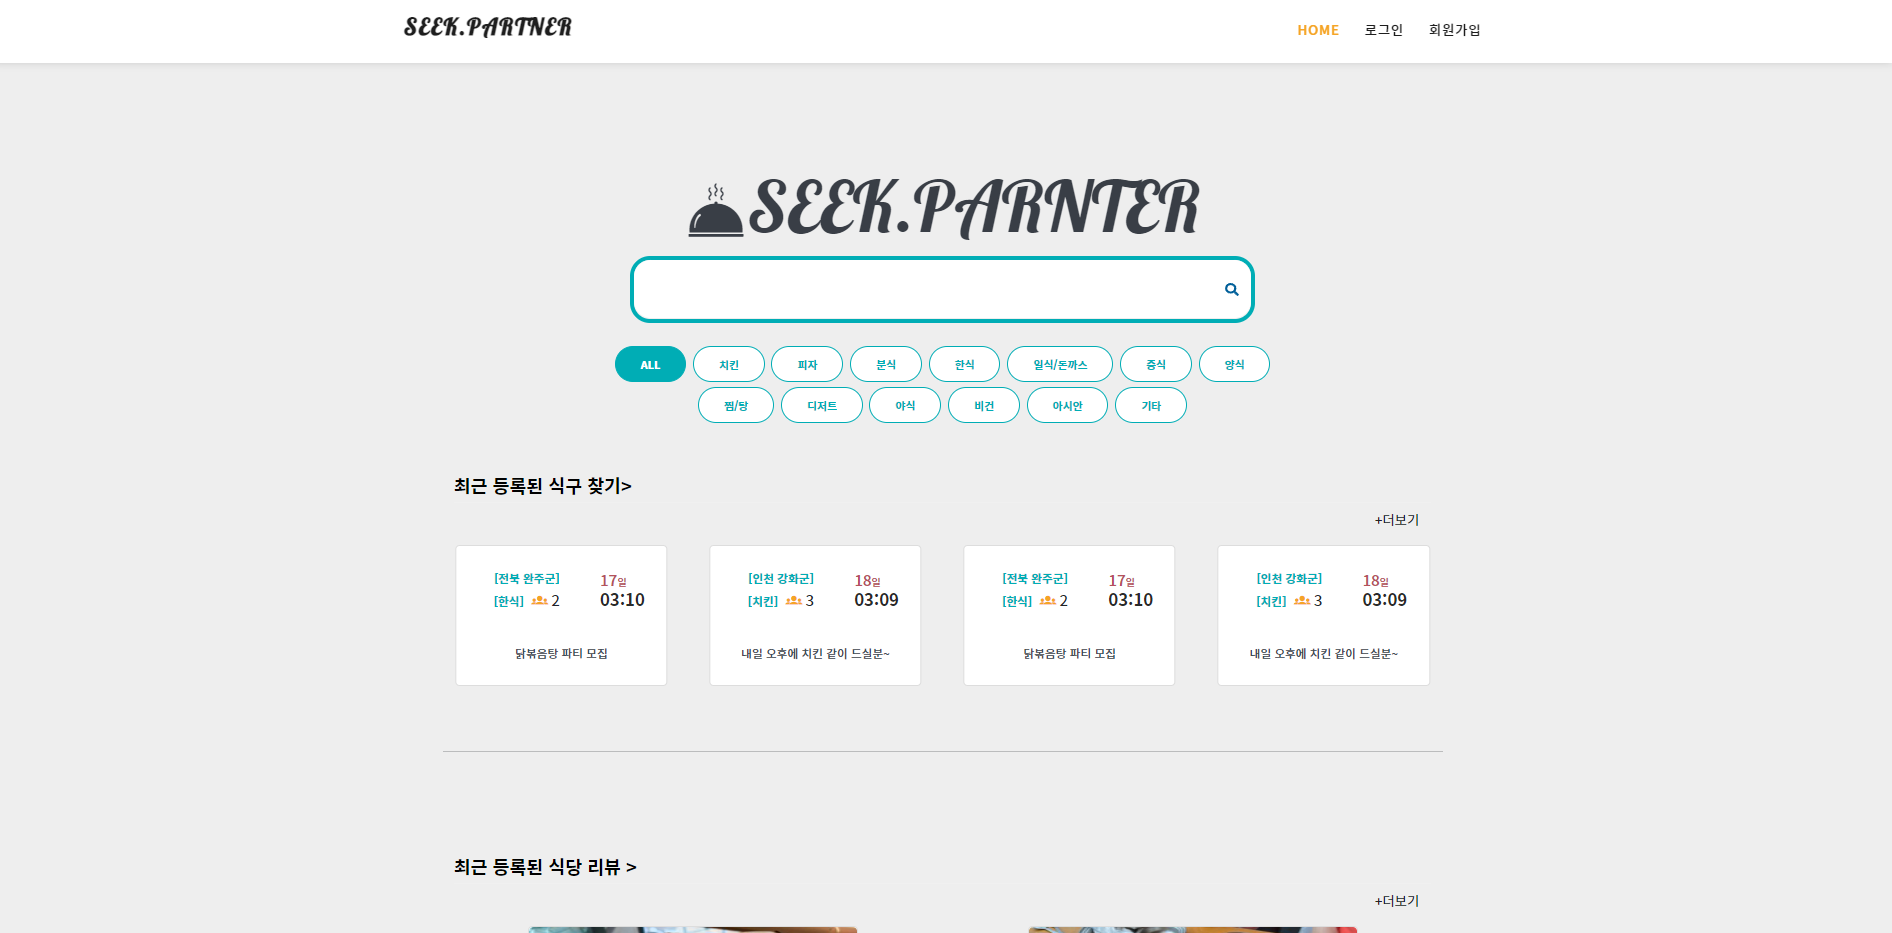 SEEK.PARTNER
HOME 로그인 회원가입
SEEK.PARNTER
ALL 치킨 피자 분식 한식 일식/돈까스 중식 양식
찜/탕 디저트 야식 비건 아시안 기타
최근 등록된 식구 찾기>
+더보기
[전북 완주군] 17일
[한식] 2 03:10
닭볶음탕 파티 모집
[인천 강화군] 18일
[치킨] 3 03:09
내일 오후에 치킨 같이 드실분~
[전북 완주군] 17일
[한식] 2 03:10
닭볶음탕 파티 모집
[인천 강화군] 18일
[치킨] 3 03:09
내일 오후에 치킨 같이 드실분~
최근 등록된 식당 리뷰 >
+더보기